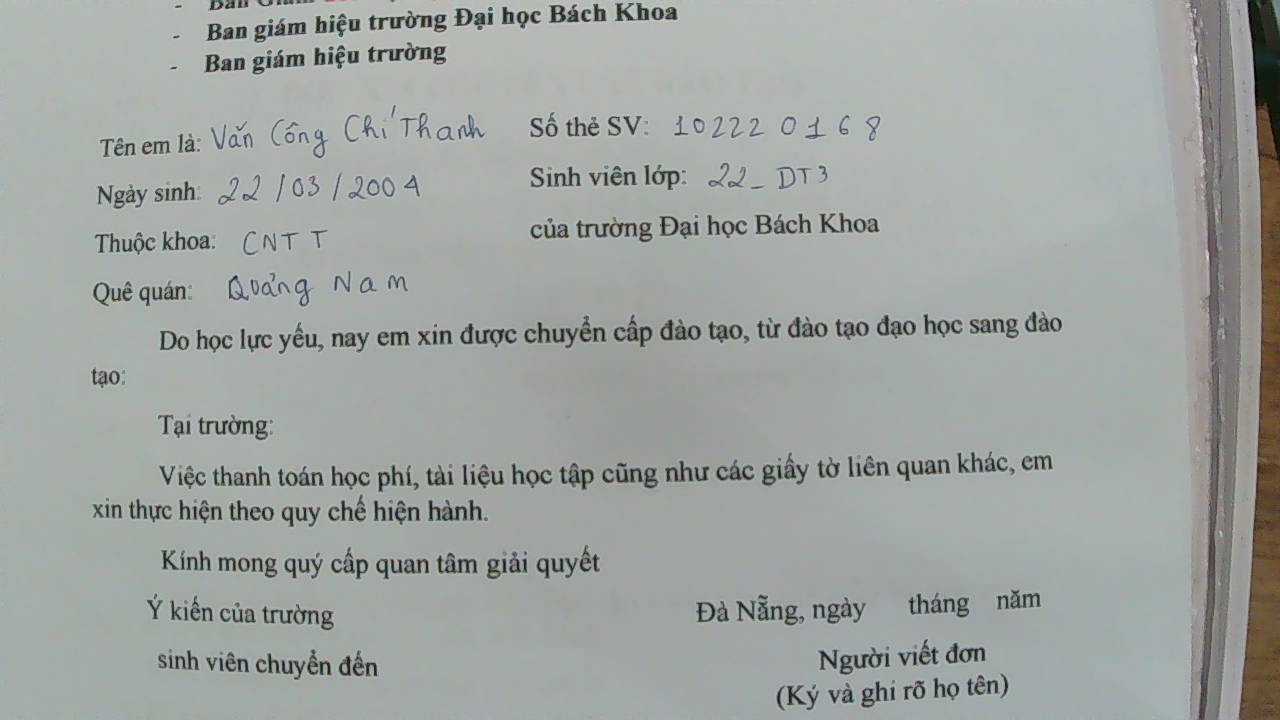 - Ban giám hiệu trường Đại học Bách Khoa
- Ban giám hiệu trường
Tên em là: Văn Công Chí Thanh Số thẻ SV: 102220168
Ngày sinh: 22/03/2004 Sinh viên lớp: 22_DT3
Thuộc khoa: CNTT của trường Đại học Bách Khoa
Quê quán: Quảng Nam
Do học lực yếu, nay em xin được chuyển cấp đào tạo, từ đào tạo đạo học sang đào
tạo:
Tại trường:
Việc thanh toán học phí, tài liệu học tập cũng như các giấy tờ liên quan khác, em
xin thực hiện theo quy chế hiện hành.
Kính mong quý cấp quan tâm giải quyết
Ý kiến của trường Đà Nẵng, ngày tháng năm
sinh viên chuyển đến Người viết đơn
(Ký và ghi rõ họ tên)